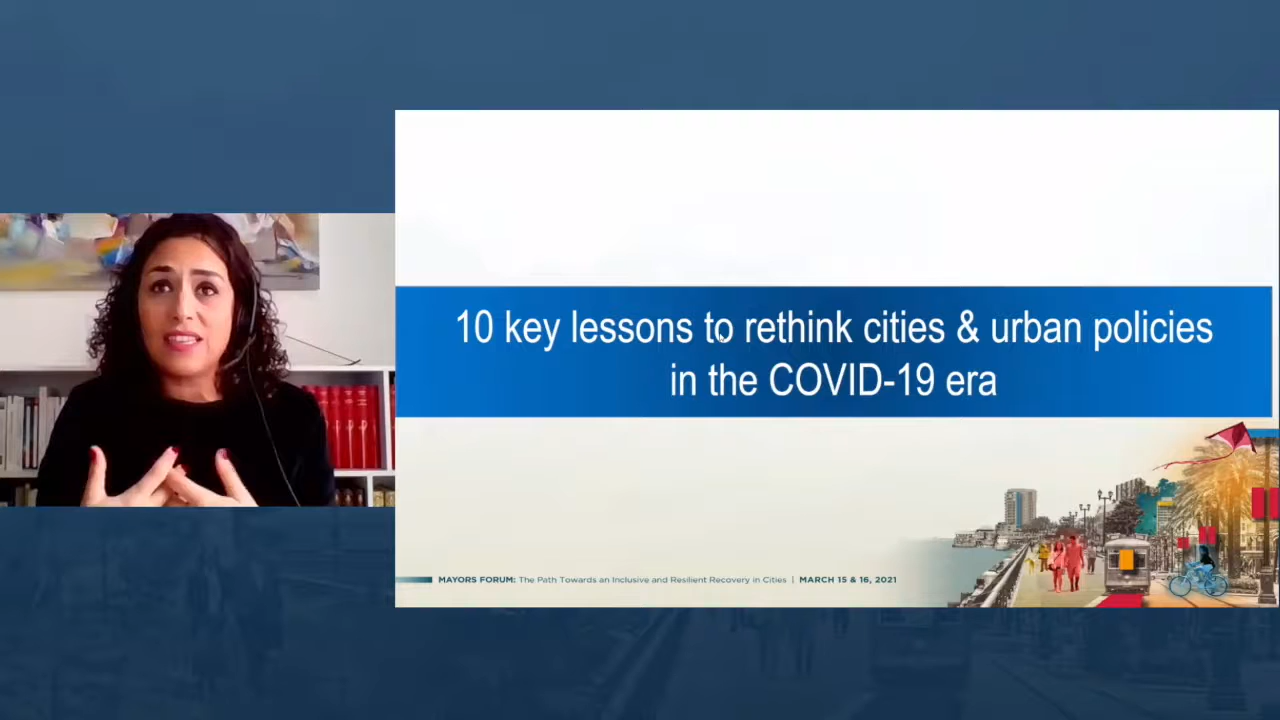 10 key lessons to rethink cities & urban policies
in the COVID-19 era
MAYORS FORUM: The Path Towards an Inclusive and Resilient Recovery in Cities | MARCH 15 & 16, 2021